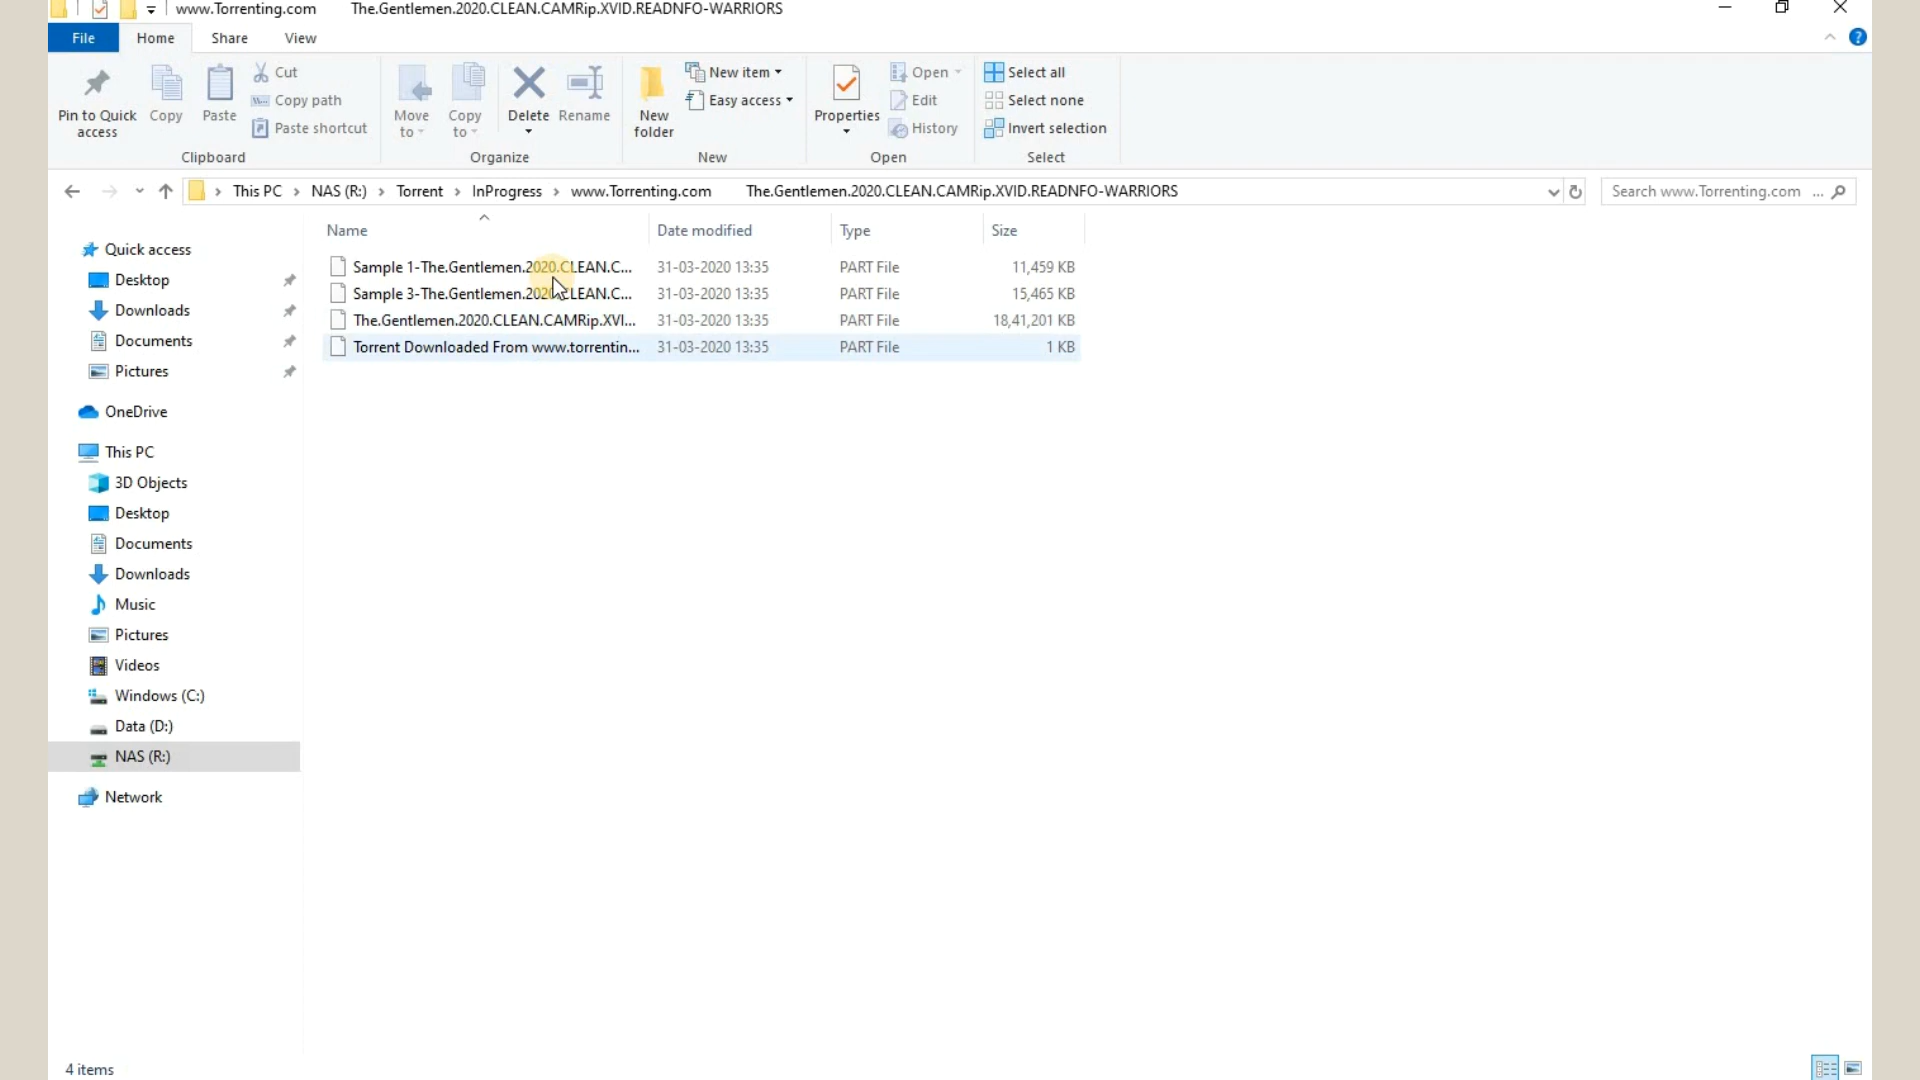 www.Torrenting.com The.Gentlemen.2020.CLEAN.CAMRip.XVID.READNFO-WARRIORS
File Home Share View
Pin to Quick access
Copy
Paste
Cut
Copy path
Paste shortcut
Clipboard
Move to
Copy to
Delete
Rename
Organize
New folder
New item
Easy access
New
Properties
Open
Edit
History
Open
Select all
Select none
Invert selection
Select
This PC NAS (R:) Torrent InProgress www.Torrenting.com The.Gentlemen.2020.CLEAN.CAMRip.XVID.READNFO-WARRIORS
Search www.Torrenting.com ...
Name Date modified Type Size
Sample 1-The.Gentlemen.2020.CLEAN.C... 31-03-2020 13:35 PART File 11,459 KB
Sample 3-The.Gentlemen.2020.CLEAN.C... 31-03-2020 13:35 PART File 15,465 KB
The.Gentlemen.2020.CLEAN.CAMRip.XVI... 31-03-2020 13:35 PART File 18,41,201 KB
Torrent Downloaded From www.torrentin... 31-03-2020 13:35 PART File 1 KB
Quick access
Desktop
Downloads
Documents
Pictures
OneDrive
This PC
3D Objects
Desktop
Documents
Downloads
Music
Pictures
Videos
Windows (C:)
Data (D:)
NAS (R:)
Network
4 items